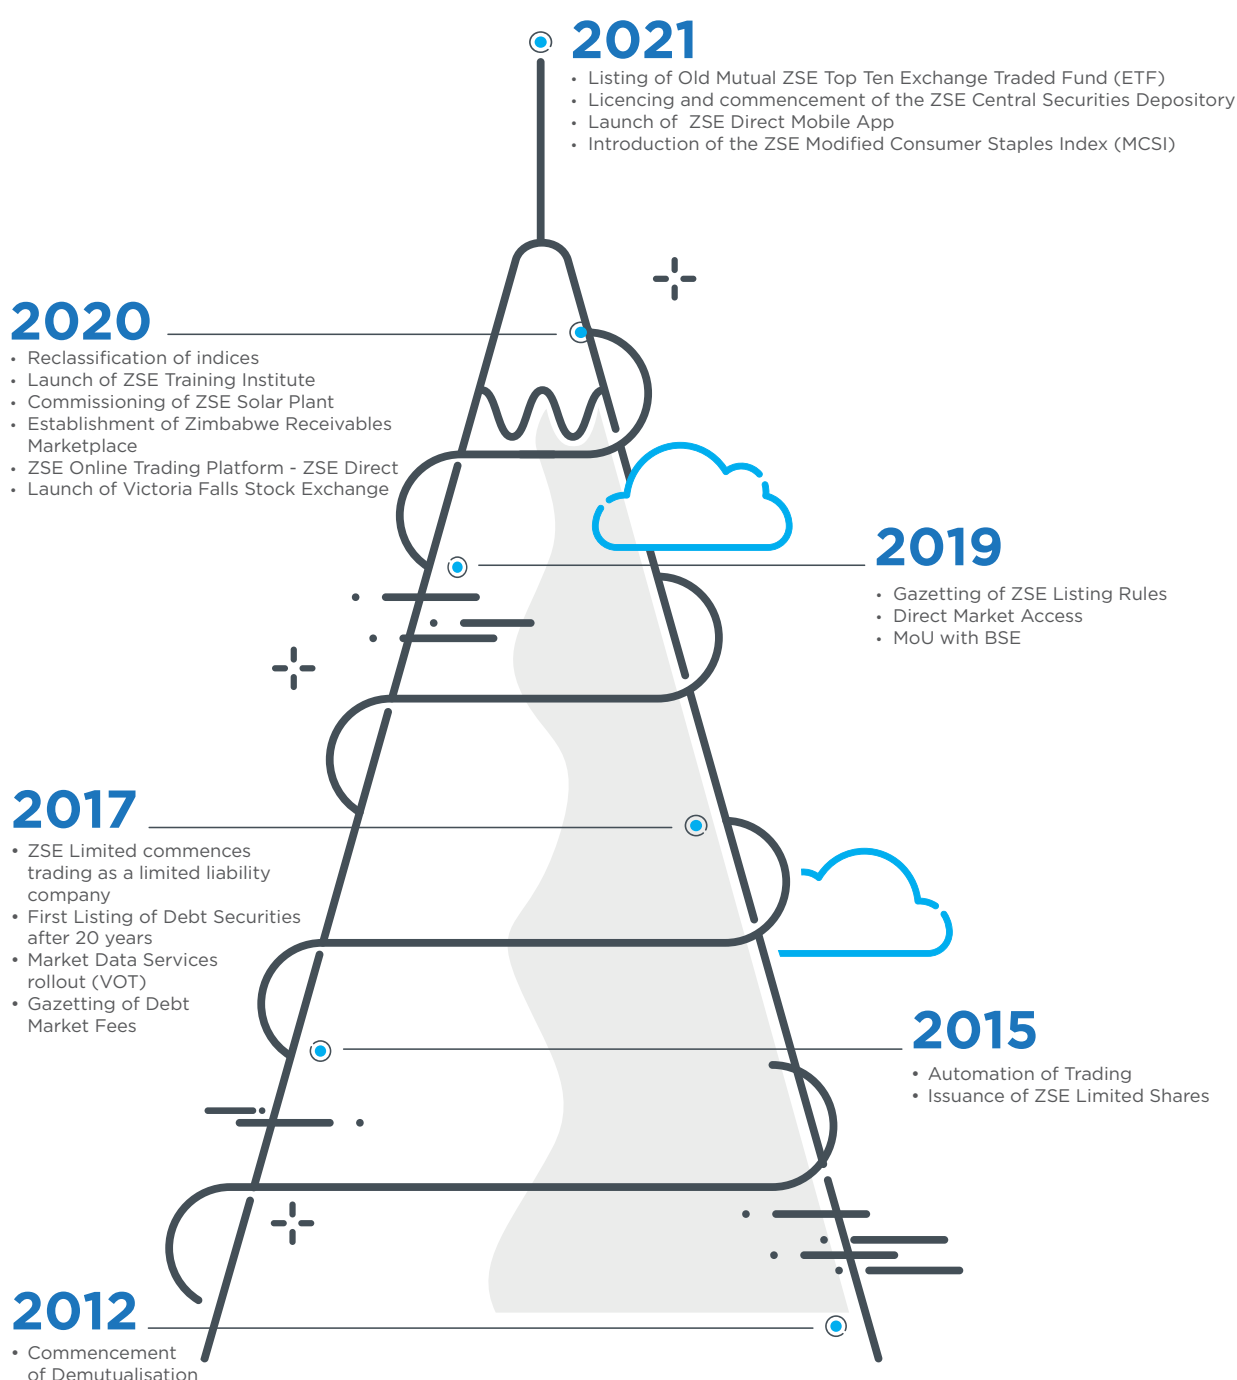 2021
• Listing of Old Mutual ZSE Top Ten Exchange Traded Fund (ETF)
• Licencing and commencement of the ZSE Central Securities Depository
• Launch of ZSE Direct Mobile App
• Introduction of the ZSE Modified Consumer Staples Index (MCSI)
2020
• Reclassification of indices
• Launch of ZSE Training Institute
• Commissioning of ZSE Solar Plant
• Establishment of Zimbabwe Receivables
Marketplace
• ZSE Online Trading Platform - ZSE Direct
• Launch of Victoria Falls Stock Exchange
2019
• Gazetting of ZSE Listing Rules
• Direct Market Access
• MoU with BSE
2017
• ZSE Limited commences
trading as a limited liability
company
• First Listing of Debt Securities
after 20 years
• Market Data Services
rollout (VOT)
• Gazetting of Debt
Market Fees
2015
• Automation of Trading
• Issuance of ZSE Limited Shares
2012
• Commencement
of Demutualisation